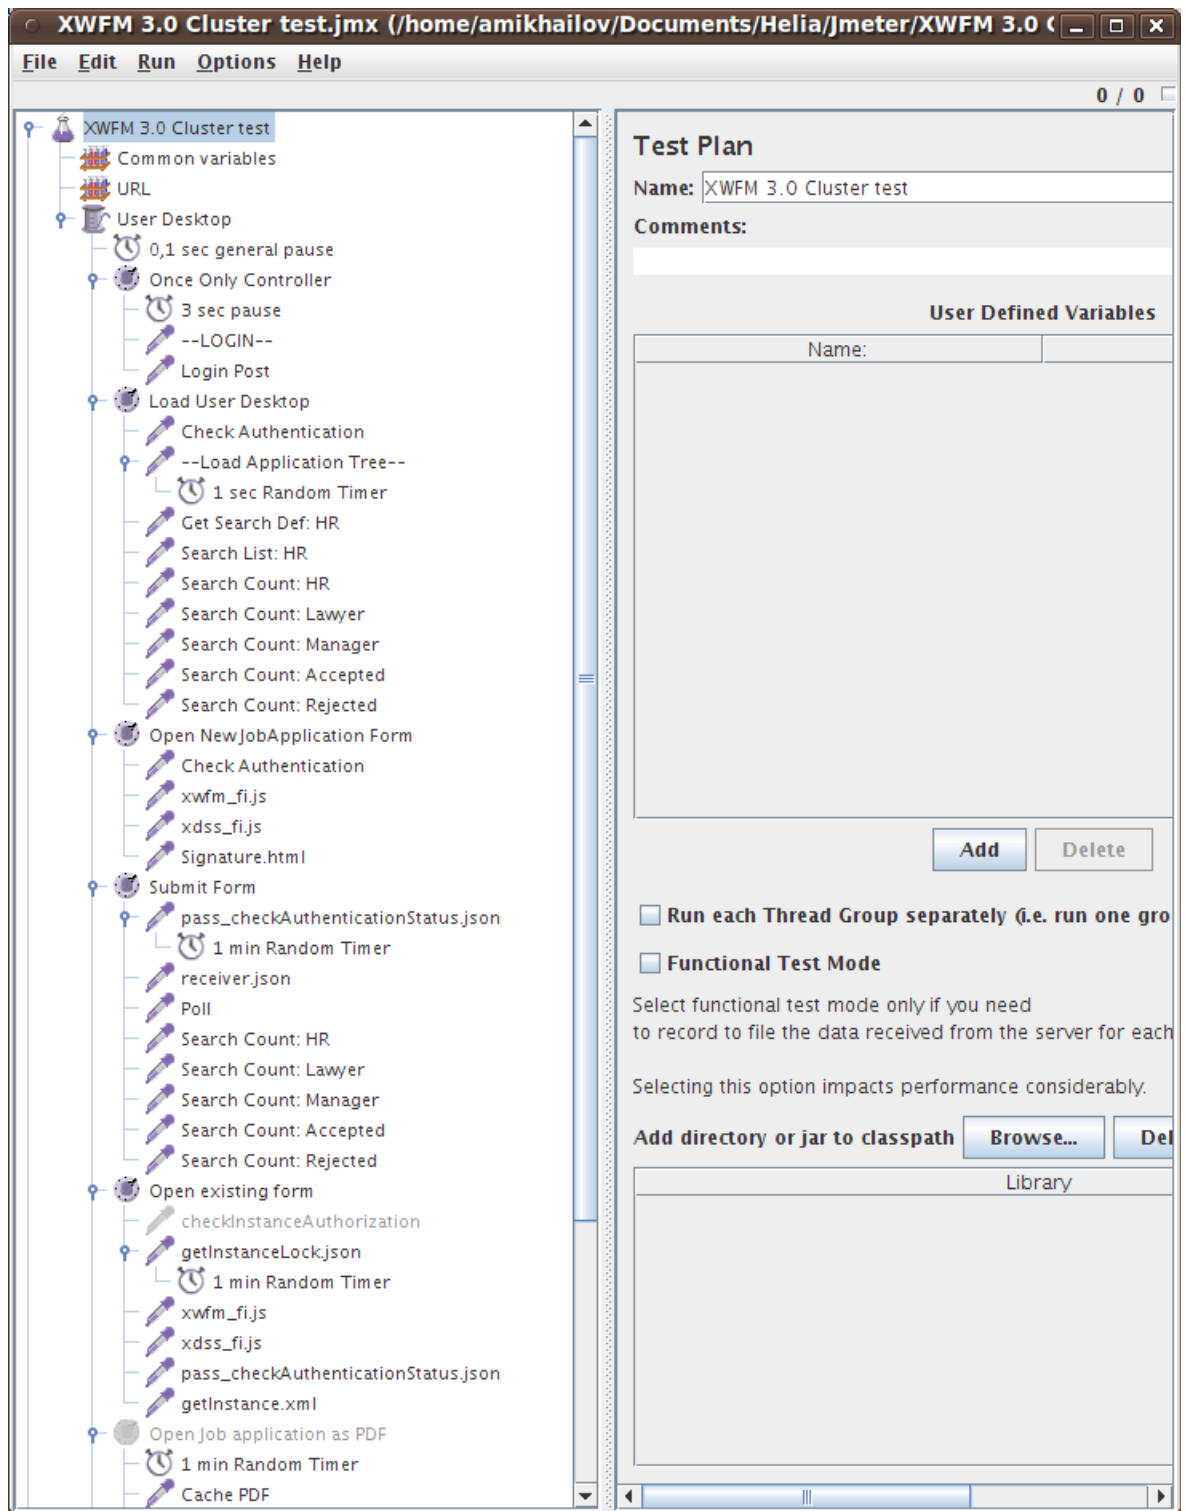 XWFM 3.0 Cluster test.jmx (/home/amikhailov/Documents/Helia/Jmeter/XWFM 3.0 C
File Edit Run Options Help
0 / 0
XWFM 3.0 Cluster test
Common variables
URL
User Desktop
0,1 sec general pause
Once Only Controller
3 sec pause
--LOGIN--
Login Post
Load User Desktop
Check Authentication
--Load Application Tree--
1 sec Random Timer
Get Search Def: HR
Search List: HR
Search Count: HR
Search Count: Lawyer
Search Count: Manager
Search Count: Accepted
Search Count: Rejected
Open NewJobApplication Form
Check Authentication
xwfm_fi.js
xdss_fi.js
Signature.html
Submit Form
pass_checkAuthenticationStatus.json
1 min Random Timer
receiver.json
Poll
Search Count: HR
Search Count: Lawyer
Search Count: Manager
Search Count: Accepted
Search Count: Rejected
Open existing form
checkInstanceAuthorization
getInstanceLock.json
1 min Random Timer
xwfm_fi.js
xdss_fi.js
pass_checkAuthenticationStatus.json
getInstance.xml
Open Job application as PDF
1 min Random Timer
Cache PDF
Test Plan
Name: XWFM 3.0 Cluster test
Comments:
User Defined Variables
Name:
Add Delete
Run each Thread Group separately (i.e. run one gro
Functional Test Mode
Select functional test mode only if you need
to record to file the data received from the server for each
Selecting this option impacts performance considerably.
Add directory or jar to classpath Browse... Del
Library